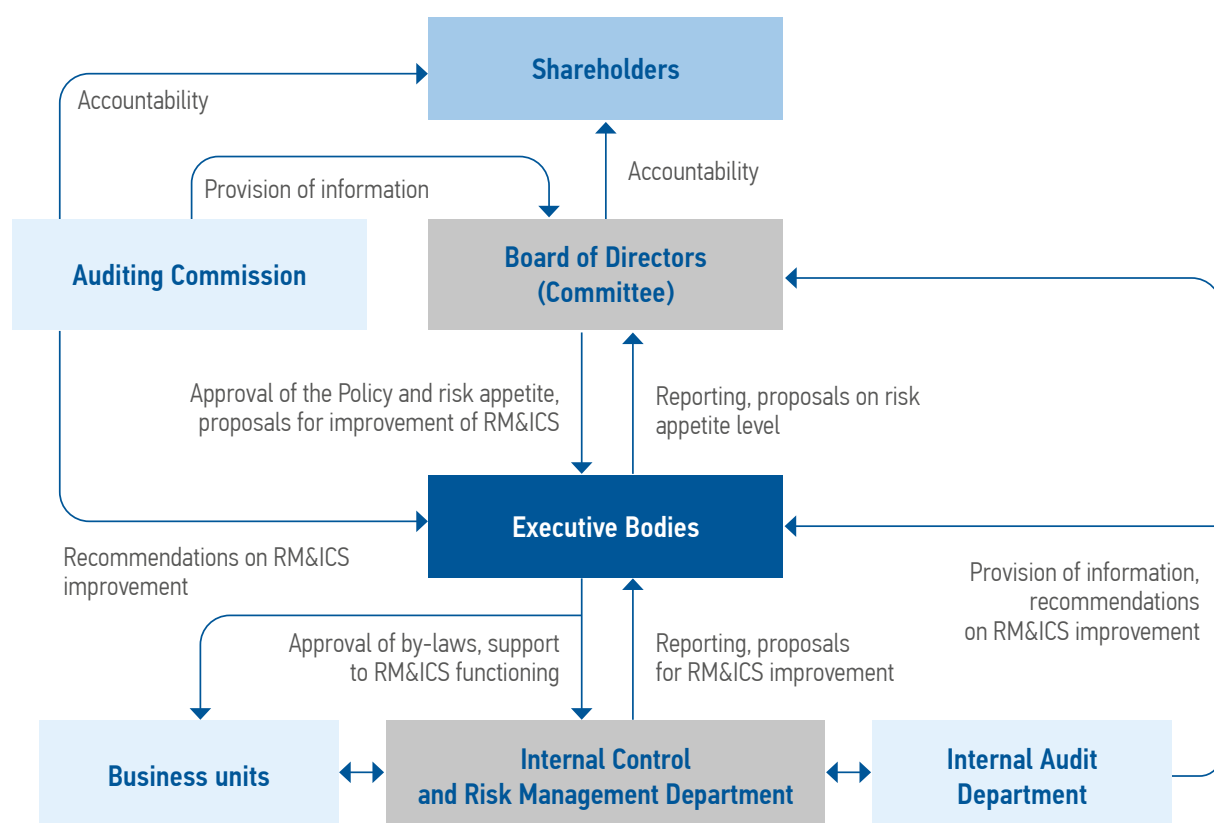 Shareholders
Accountability
Accountability
Provision of information
Auditing Commission
Board of Directors
(Committee)
Approval of the Policy and risk appetite,
proposals for improvement of RM&ICS
Reporting, proposals on risk
appetite level
Executive Bodies
Recommendations on RM&ICS
improvement
Provision of information,
recommendations
on RM&ICS improvement
Approval of by-laws, support
to RM&ICS functioning
Reporting, proposals
for RM&ICS improvement
Business units
Internal Control
and Risk Management Department
Internal Audit
Department